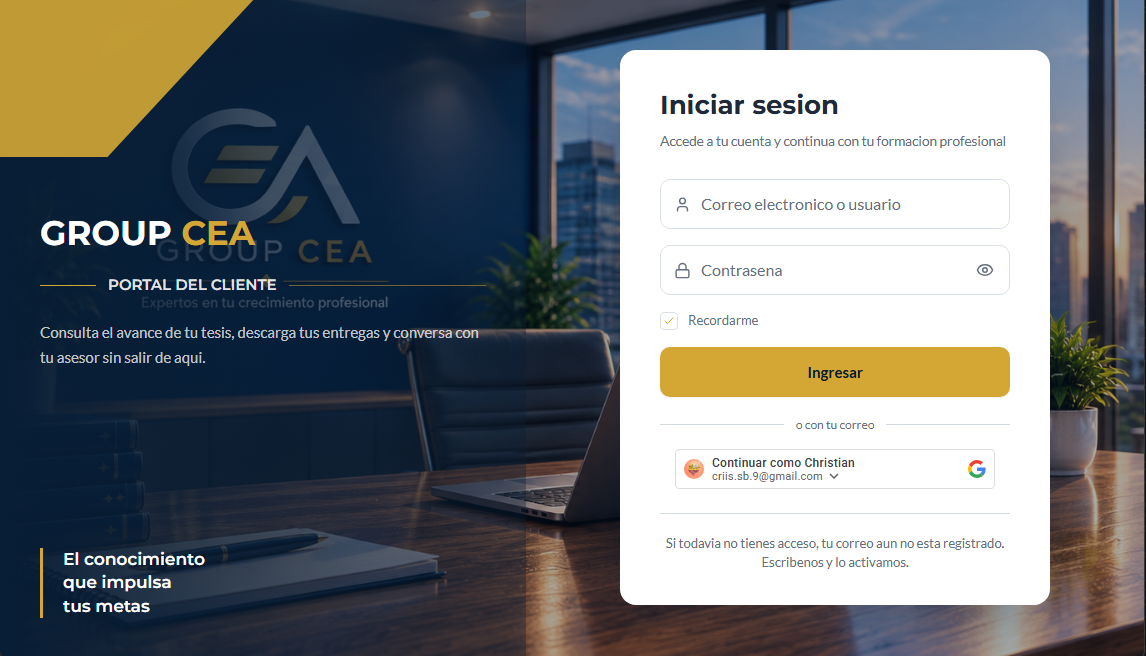 GROUP CEA
PORTAL DEL CLIENTE
Consulta el avance de tu tesis, descarga tus entregas y conversa con
tu asesor sin salir de aqui.
El conocimiento
que impulsa
tus metas
GROUP CEA
Expertos en tu crecimiento profesional
Iniciar sesion
Accede a tu cuenta y continua con tu formacion profesional
Correo electronico o usuario
Contrasena
Recordarme
Ingresar
o con tu correo
Continuar como Christian
criis.sb.9@gmail.com
Si todavia no tienes acceso, tu correo aun no esta registrado.
Escribenos y lo activamos.